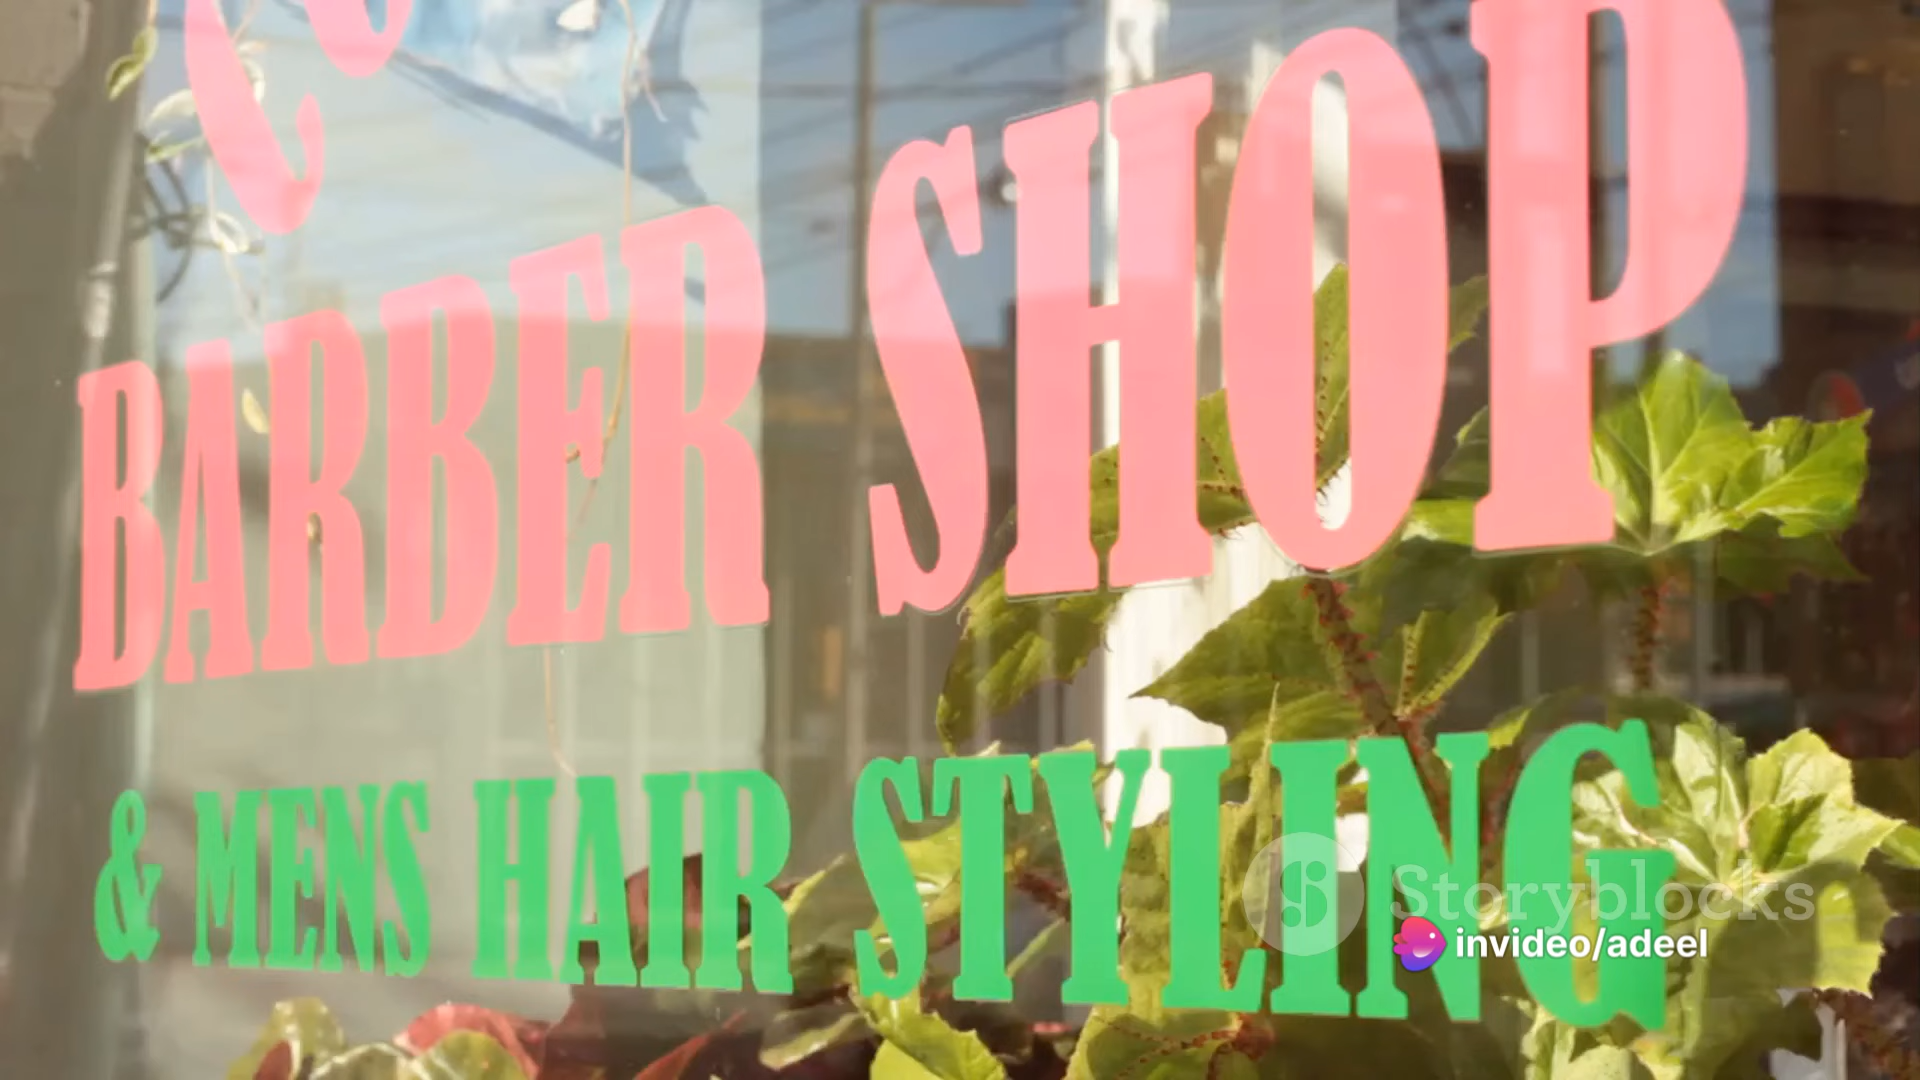 BARBER SHOP
& MENS HAIR STYLING
Storyblocks
invideo/adeel